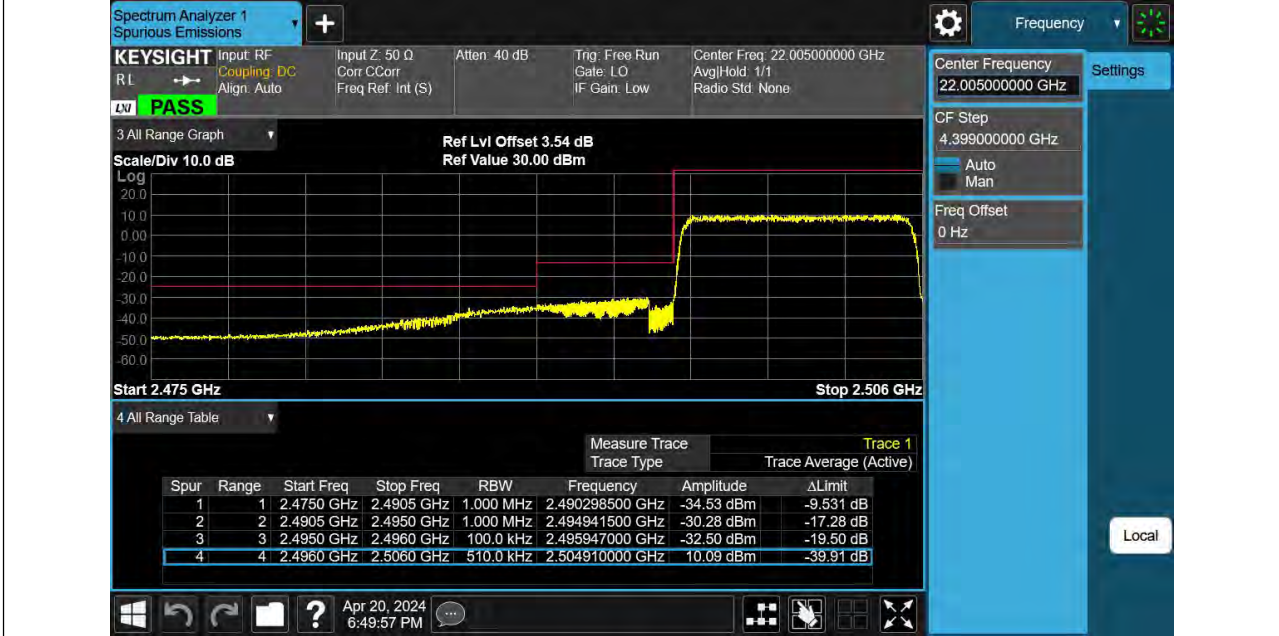 Spectrum Analyzer 1
Spurious Emissions
Frequency
KEYSIGHT
R L
LXI
PASS
Input: RF
Coupling: DC
Align: Auto
Input Z: 50 Ω
Corr CCorr
Freq Ref: Int (S)
Atten: 40 dB
Trig: Free Run
Gate: LO
IF Gain: Low
Center Freq: 22.005000000 GHz
Avg|Hold: 1/1
Radio Std: None
3 All Range Graph
Scale/Div 10.0 dB
Ref Lvl Offset 3.54 dB
Ref Value 30.00 dBm
Log
20.0
10.0
0.00
-10.0
-20.0
-30.0
-40.0
-50.0
-60.0
Start 2.475 GHz
Stop 2.506 GHz
4 All Range Table
Measure Trace Trace 1
Trace Type Trace Average (Active)
Spur Range Start Freq Stop Freq RBW Frequency Amplitude ΔLimit
1 1 2.4750 GHz 2.4905 GHz 1.000 MHz 2.490298500 GHz -34.53 dBm -9.531 dB
2 2 2.4905 GHz 2.4950 GHz 1.000 MHz 2.494941500 GHz -30.28 dBm -17.28 dB
3 3 2.4950 GHz 2.4960 GHz 100.0 kHz 2.495947000 GHz -32.50 dBm -19.50 dB
4 4 2.4960 GHz 2.5060 GHz 510.0 kHz 2.504910000 GHz 10.09 dBm -39.91 dB
Apr 20, 2024
6:49:57 PM
Center Frequency
22.005000000 GHz
CF Step
4.399000000 GHz
Auto
Man
Freq Offset
0 Hz
Settings
Local